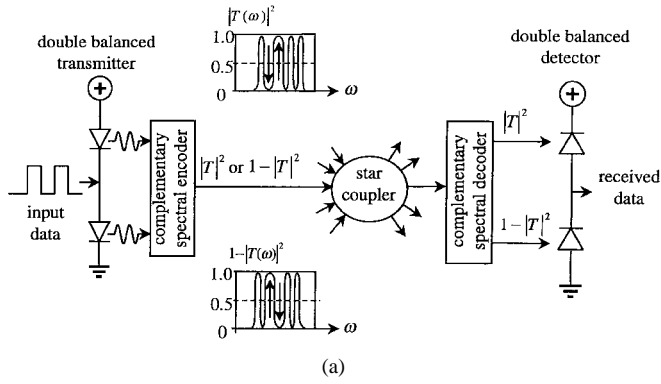 |T(ω)|²
1.0
0.5
0
ω
double balanced
transmitter
+
input
data
complementary
spectral encoder
|T|² or 1−|T|²
star
coupler
1−|T(ω)|²
1.0
0.5
0
ω
complementary
spectral decoder
|T|²
1−|T|²
double balanced
detector
+
received
data
(a)